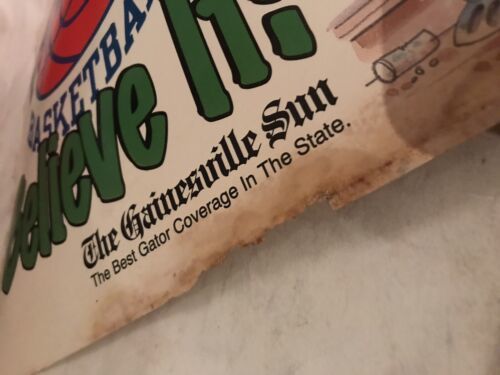 BASKETBA
Believe It!
The Gainesville Sun
The Best Gator Coverage In The State.